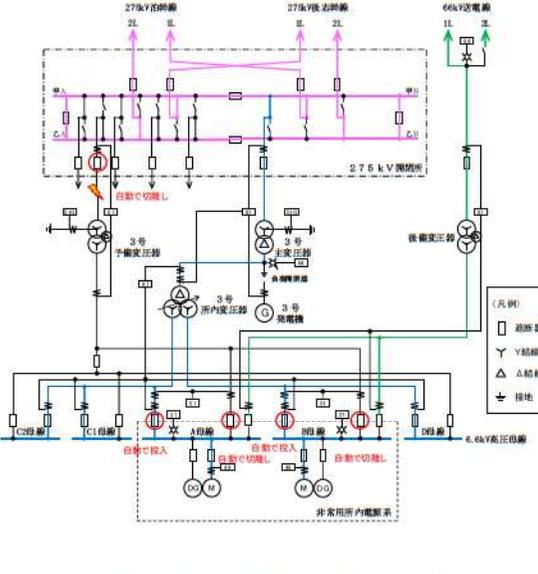 275kV泊幹線
275kV後志幹線
66kV送電線
2L
1L
1L
2L
1L
2L
甲A
甲B
乙A
乙B
275kV開閉所
自動で切離し
3号
予備変圧器
3号
主変圧器
後備変圧器
負荷開閉器
3号
所内変圧器
3号
発電機
G
(凡例)
遮断
Y結線
Δ結線
接地
C2母線
C1母線
A母線
B母線
D母線
6.6kV高圧母線
自動で投入
自動で切離し
自動で投入
自動で切離し
DG
M
M
DG
非常用所内電源系